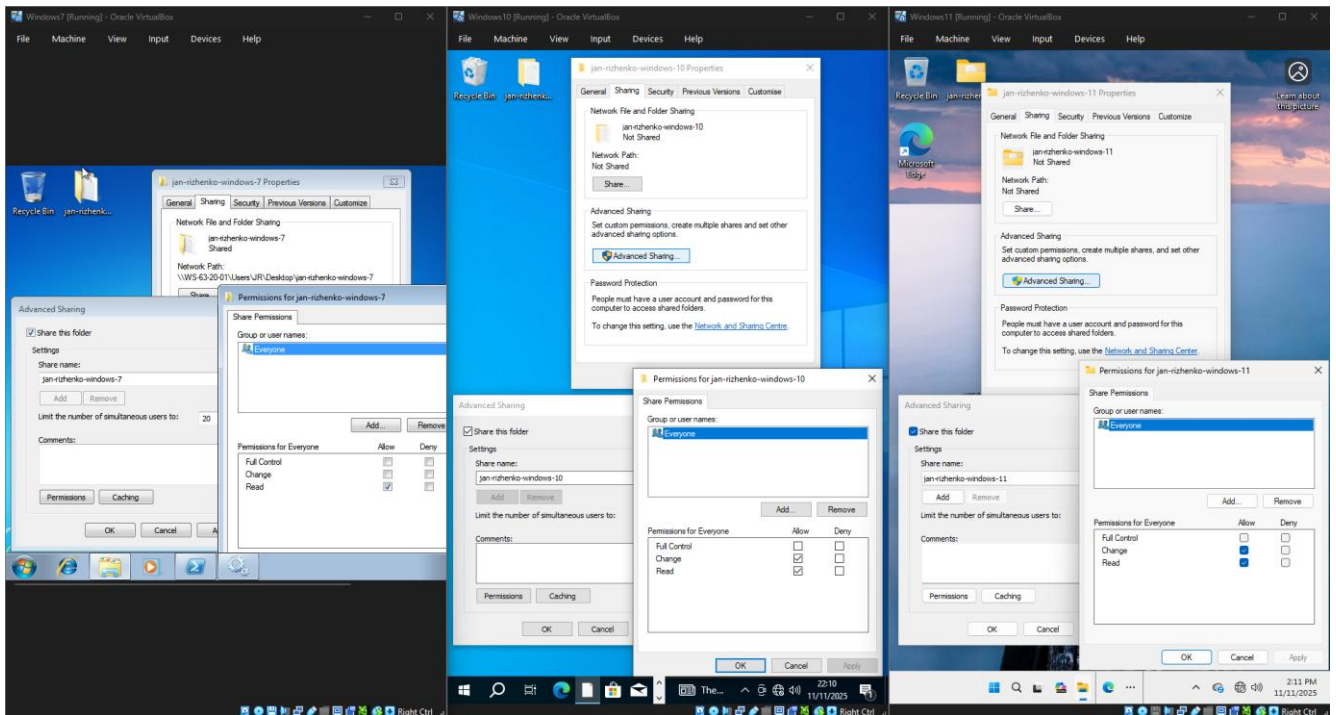 Windows7 [Running] - Oracle VirtualBox
File Machine View Input Devices Help
Recycle Bin
jan-rizhenk...
jan-rizhenko-windows-7 Properties
General Sharing Security Previous Versions Customize
Network File and Folder Sharing
jan-rizhenko-windows-7
Shared
Network Path:
\\WS-63-20-01\Users\JR\Desktop\jan-rizhenko-windows-7
Share...
Advanced Sharing
Share this folder
Settings
Share name:
jan-rizhenko-windows-7
Add Remove
Limit the number of simultaneous users to: 20
Comments:
Permissions Caching
OK Cancel A
Permissions for jan-rizhenko-windows-7
Share Permissions
Group or user names:
Everyone
Add... Remove
Permissions for Everyone Allow Deny
Full Control
Change
Read
Right Ctrl
Windows10 [Running] - Oracle VirtualBox
File Machine View Input Devices Help
Recycle Bin
jan-rizhenk...
jan-rizhenko-windows-10 Properties
General Sharing Security Previous Versions Customise
Network File and Folder Sharing
jan-rizhenko-windows-10
Not Shared
Network Path:
Not Shared
Share...
Advanced Sharing
Set custom permissions, create multiple shares and set other
advanced sharing options.
Advanced Sharing...
Password Protection
People must have a user account and password for this
computer to access shared folders.
To change this setting, use the Network and Sharing Centre.
Advanced Sharing
Share this folder
Settings
Share name:
jan-rizhenko-windows-10
Add Remove
Limit the number of simultaneous users to:
Comments:
Permissions Caching
OK Cancel
Permissions for jan-rizhenko-windows-10
Share Permissions
Group or user names:
Everyone
Add... Remove
Permissions for Everyone Allow Deny
Full Control
Change
Read
OK Cancel Apply
The...
22:10
11/11/2025
Right Ctrl
Windows11 [Running] - Oracle VirtualBox
File Machine View Input Devices Help
Recycle Bin
jan-rizhen
Microsoft
Edge
Learn about
this picture
jan-rizhenko-windows-11 Properties
General Sharing Security Previous Versions Customize
Network File and Folder Sharing
jan-rizhenko-windows-11
Not Shared
Network Path:
Not Shared
Share...
Advanced Sharing
Set custom permissions, create multiple shares, and set other
advanced sharing options.
Advanced Sharing...
Password Protection
People must have a user account and password for this
computer to access shared folders.
To change this setting, use the Network and Sharing Center.
Advanced Sharing
Share this folder
Settings
Share name:
jan-rizhenko-windows-11
Add Remove
Limit the number of simultaneous users to:
Comments:
Permissions Caching
OK Cancel
Permissions for jan-rizhenko-windows-11
Share Permissions
Group or user names:
Everyone
Add... Remove
Permissions for Everyone Allow Deny
Full Control
Change
Read
OK Cancel Apply
2:11 PM
11/11/2025
Right Ctrl